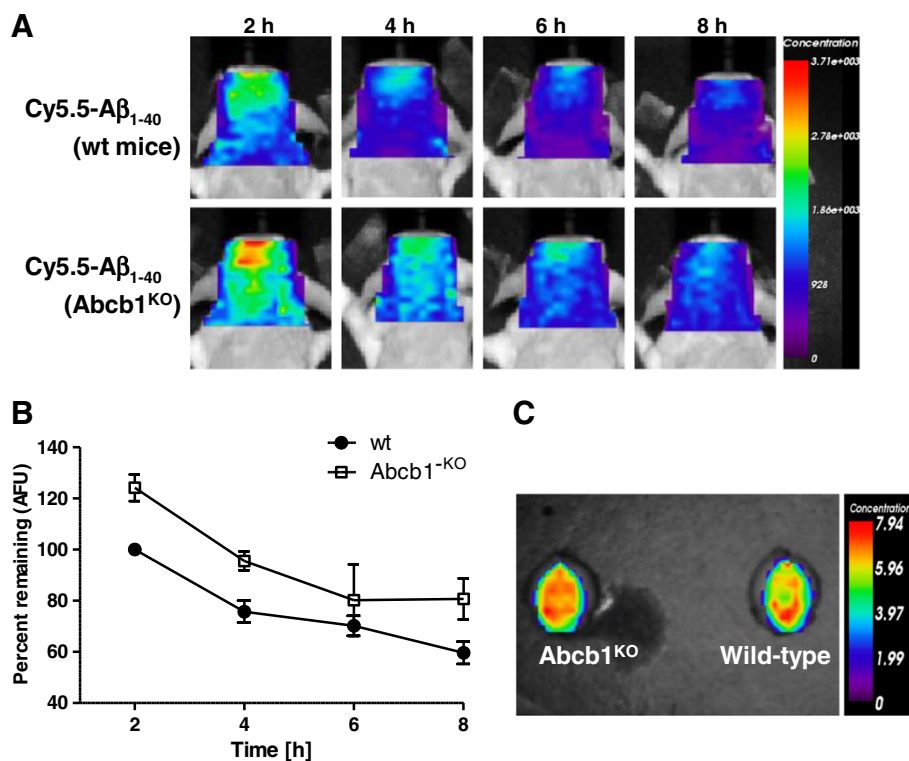 A
2 h 4 h 6 h 8 h
Cy5.5-Aβ1-40
(wt mice)
Cy5.5-Aβ1-40
(Abcb1KO)
Concentration
3.71e+003
2.78e+003
1.86e+003
928
0
B
wt
Abcb1-KO
Percent remaining (AFU)
140
120
100
80
60
40
2 4 6 8
Time [h]
C
Abcb1KO
Wild-type
Concentration
7.94
5.96
3.97
1.99
0